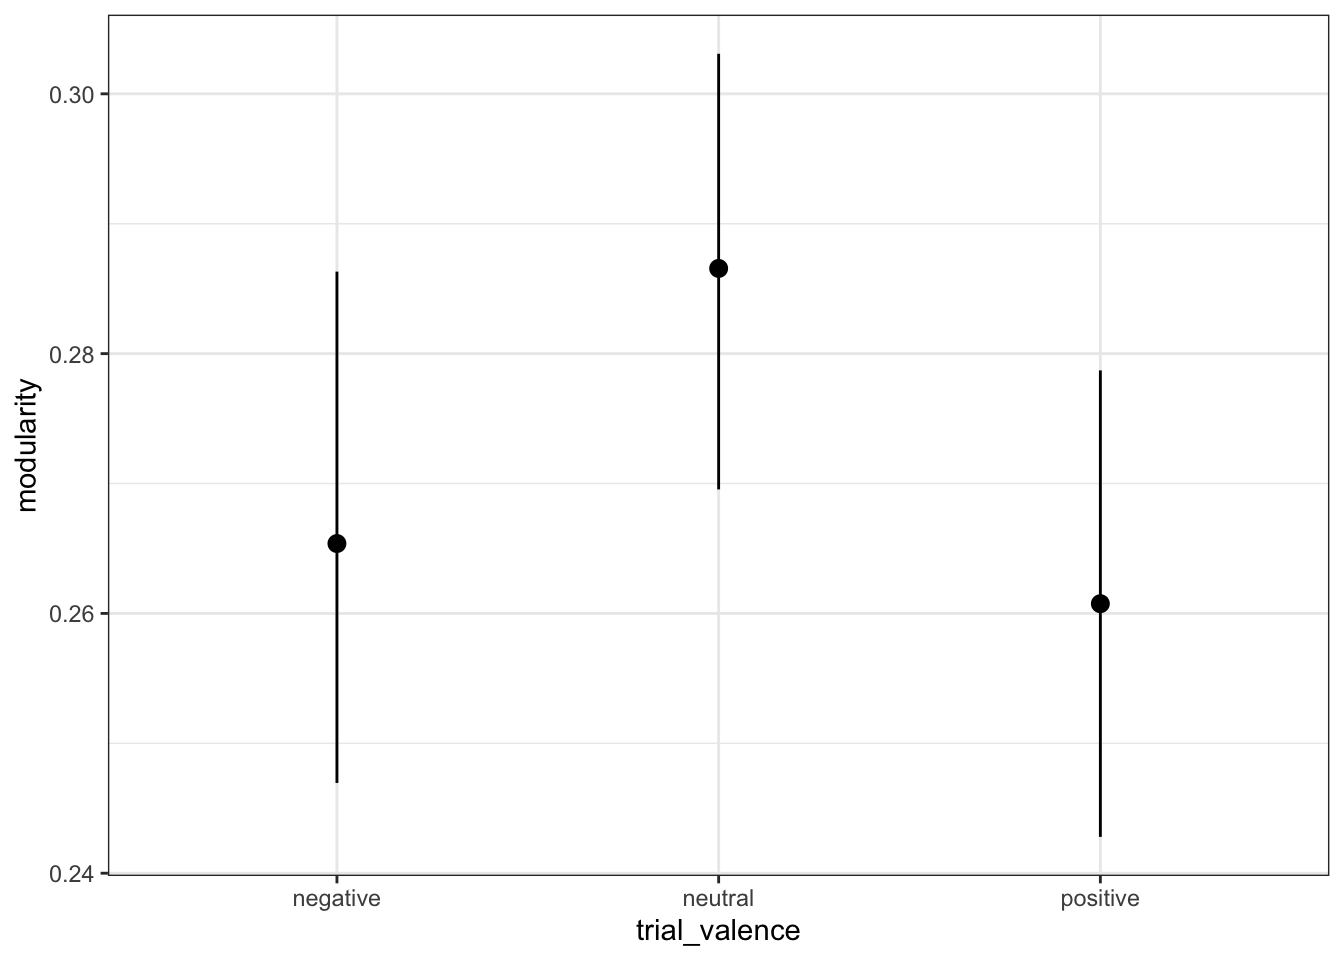 0.30
0.28
0.26
0.24
modularity
negative
neutral
positive
trial_valence